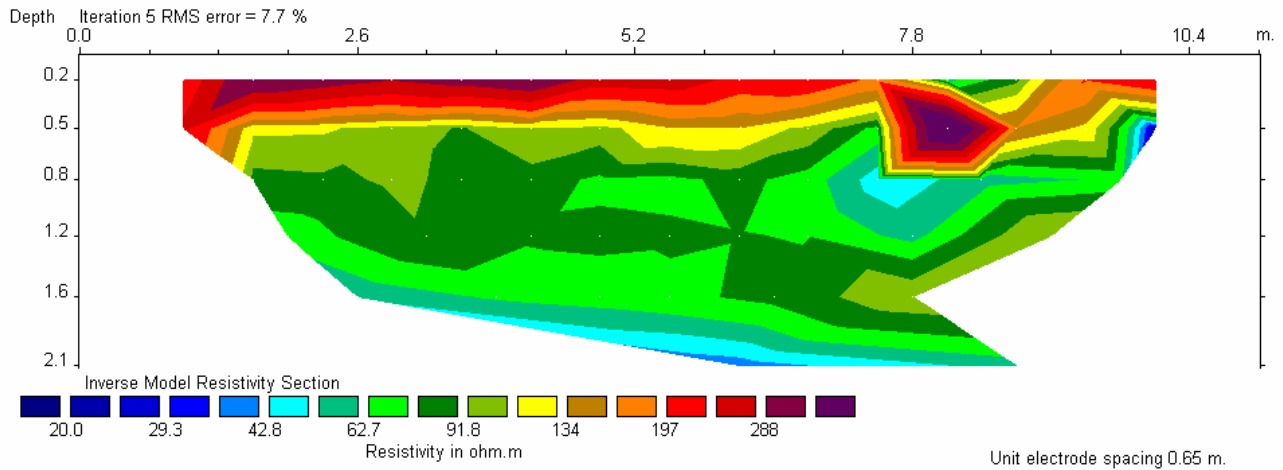 Depth Iteration 5 RMS error = 7.7 %
0.0 2.6 5.2 7.8 10.4 m.
0.2
0.5
0.8
1.2
1.6
2.1
Inverse Model Resistivity Section
20.0 29.3 42.8 62.7 91.8 134 197 288
Resistivity in ohm.m
Unit electrode spacing 0.65 m.